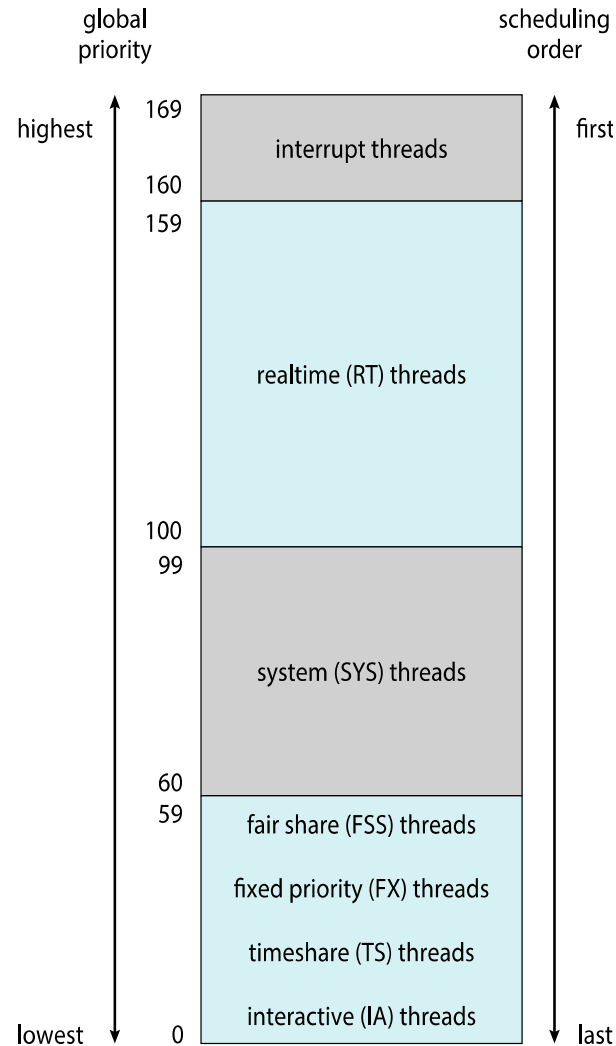 global
priority
scheduling
order
169
highest
first
interrupt threads
160
159
realtime (RT) threads
100
99
system (SYS) threads
60
59
fair share (FSS) threads
fixed priority (FX) threads
timeshare (TS) threads
interactive (IA) threads
lowest
0
last